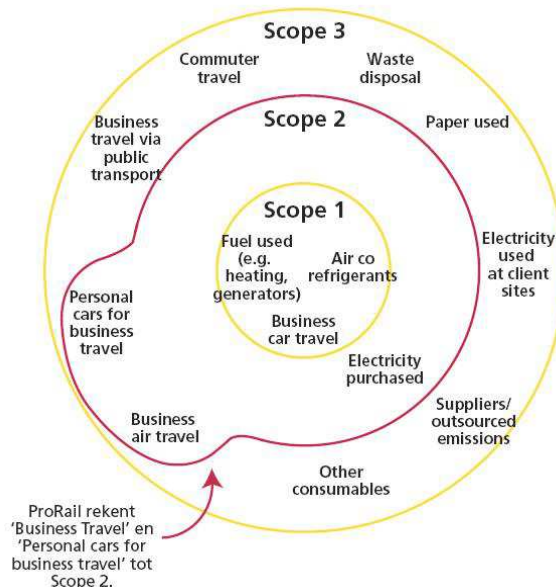 Scope 3
Commuter
travel
Waste
disposal
Business
travel via
public
transport
Scope 2
Paper used
Scope 1
Fuel used
(e.g.
heating,
generators)
Air co
refrigerants
Electricity
used
at client
sites
Personal
cars for
business
travel
Business
car travel
Electricity
purchased
Business
air travel
Suppliers/
outsourced
emissions
Other
consumables
ProRail rekent
‘Business Travel’ en
‘Personal cars for
business travel’ tot
Scope 2.